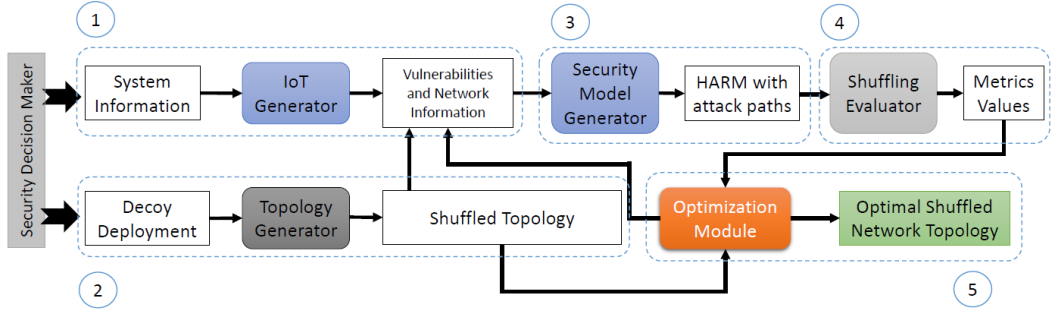 1
3
4
Security Decision Maker
System
Information
IoT
Generator
Vulnerabilities
and Network
Information
Security
Model
Generator
HARM with
attack paths
Shuffling
Evaluator
Metrics
Values
Decoy
Deployment
Topology
Generator
Shuffled Topology
Optimization
Module
Optimal Shuffled
Network Topology
2
5